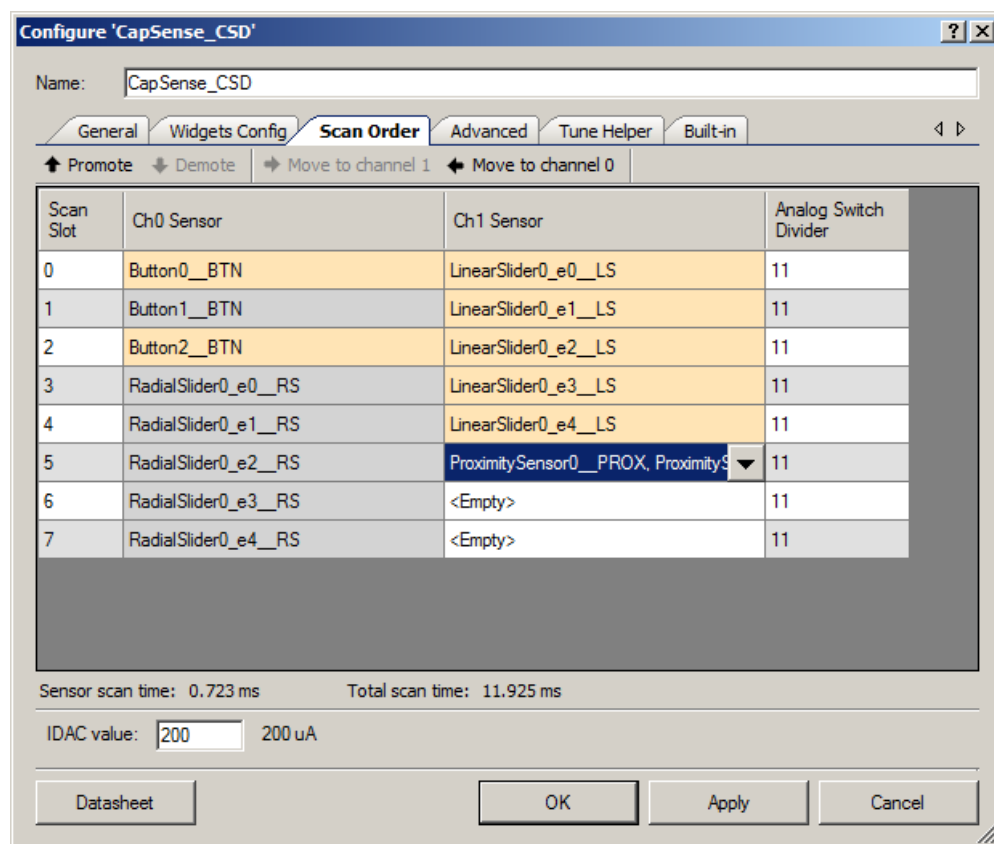 Configure 'CapSense_CSD'
Name: CapSense_CSD
General Widgets Config Scan Order Advanced Tune Helper Built-in
Promote Demote Move to channel 1 Move to channel 0
Scan Slot Ch0 Sensor Ch1 Sensor Analog Switch Divider
0 Button0__BTN LinearSlider0_e0__LS 11
1 Button1__BTN LinearSlider0_e1__LS 11
2 Button2__BTN LinearSlider0_e2__LS 11
3 RadialSlider0_e0__RS LinearSlider0_e3__LS 11
4 RadialSlider0_e1__RS LinearSlider0_e4__LS 11
5 RadialSlider0_e2__RS ProximitySensor0__PROX, ProximityS 11
6 RadialSlider0_e3__RS <Empty> 11
7 RadialSlider0_e4__RS <Empty> 11
Sensor scan time: 0.723 ms Total scan time: 11.925 ms
IDAC value: 200 200 uA
Datasheet OK Apply Cancel